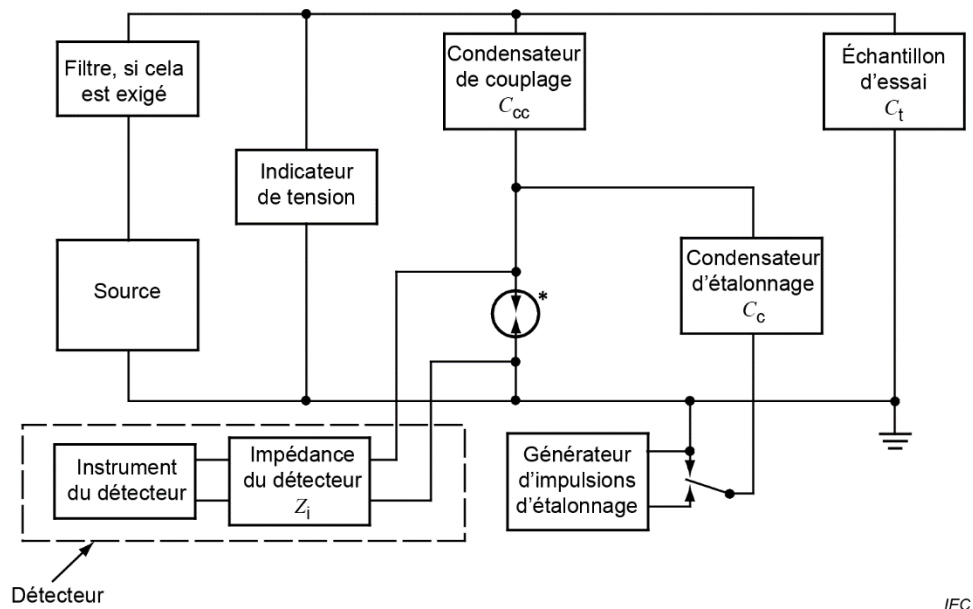 Filtre, si cela
est exigé
Condensateur
de couplage
Ccc
Échantillon
d'essai
Ct
Indicateur
de tension
Source
*
Condensateur
d'étalonnage
Cc
Instrument
du détecteur
Impédance
du détecteur
Zi
Générateur
d'impulsions
d'étalonnage
Détecteur
IEC